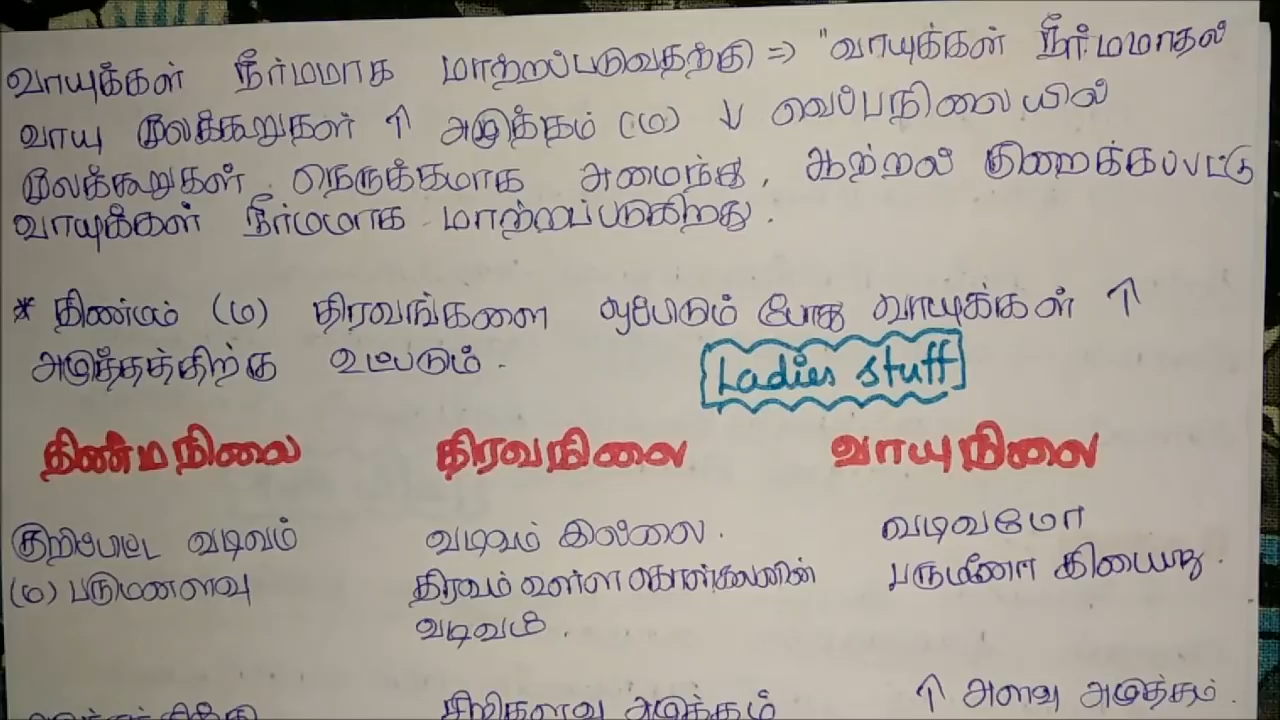 வாயுக்கள் நீர்மமாக மாற்றப்படுவதற்கு => "வாயுக்கள் நீர்மமாதல்
வாயு மூலக்கூறுகள் ↑ அழுத்தம் (ம) ↓ வெப்பநிலையில்
மூலக்கூறுகள் நெருக்கமாக அமைந்து, ஆற்றல் குறைக்கப்பட்டு
வாயுக்கள் நீர்மமாக மாற்றப்படுகிறது.
* திண்மம் (ம) திரவங்களை ஒப்பிடும் போது வாயுக்கள் ↑
அழுத்தத்திற்கு உட்படும்.
Ladies stuff
திண்மநிலை திரவநிலை வாயுநிலை
குறிப்பிட்ட வடிவம் வடிவம் இல்லை. வடிவமோ
(ம) பருமனளவு திரவம் உள்ள கொள்கலனின் பருமனோ கிடையாது.
வடிவம்.
சிறிதளவு அழுத்தம் ↑ அளவு அழுத்தம்.